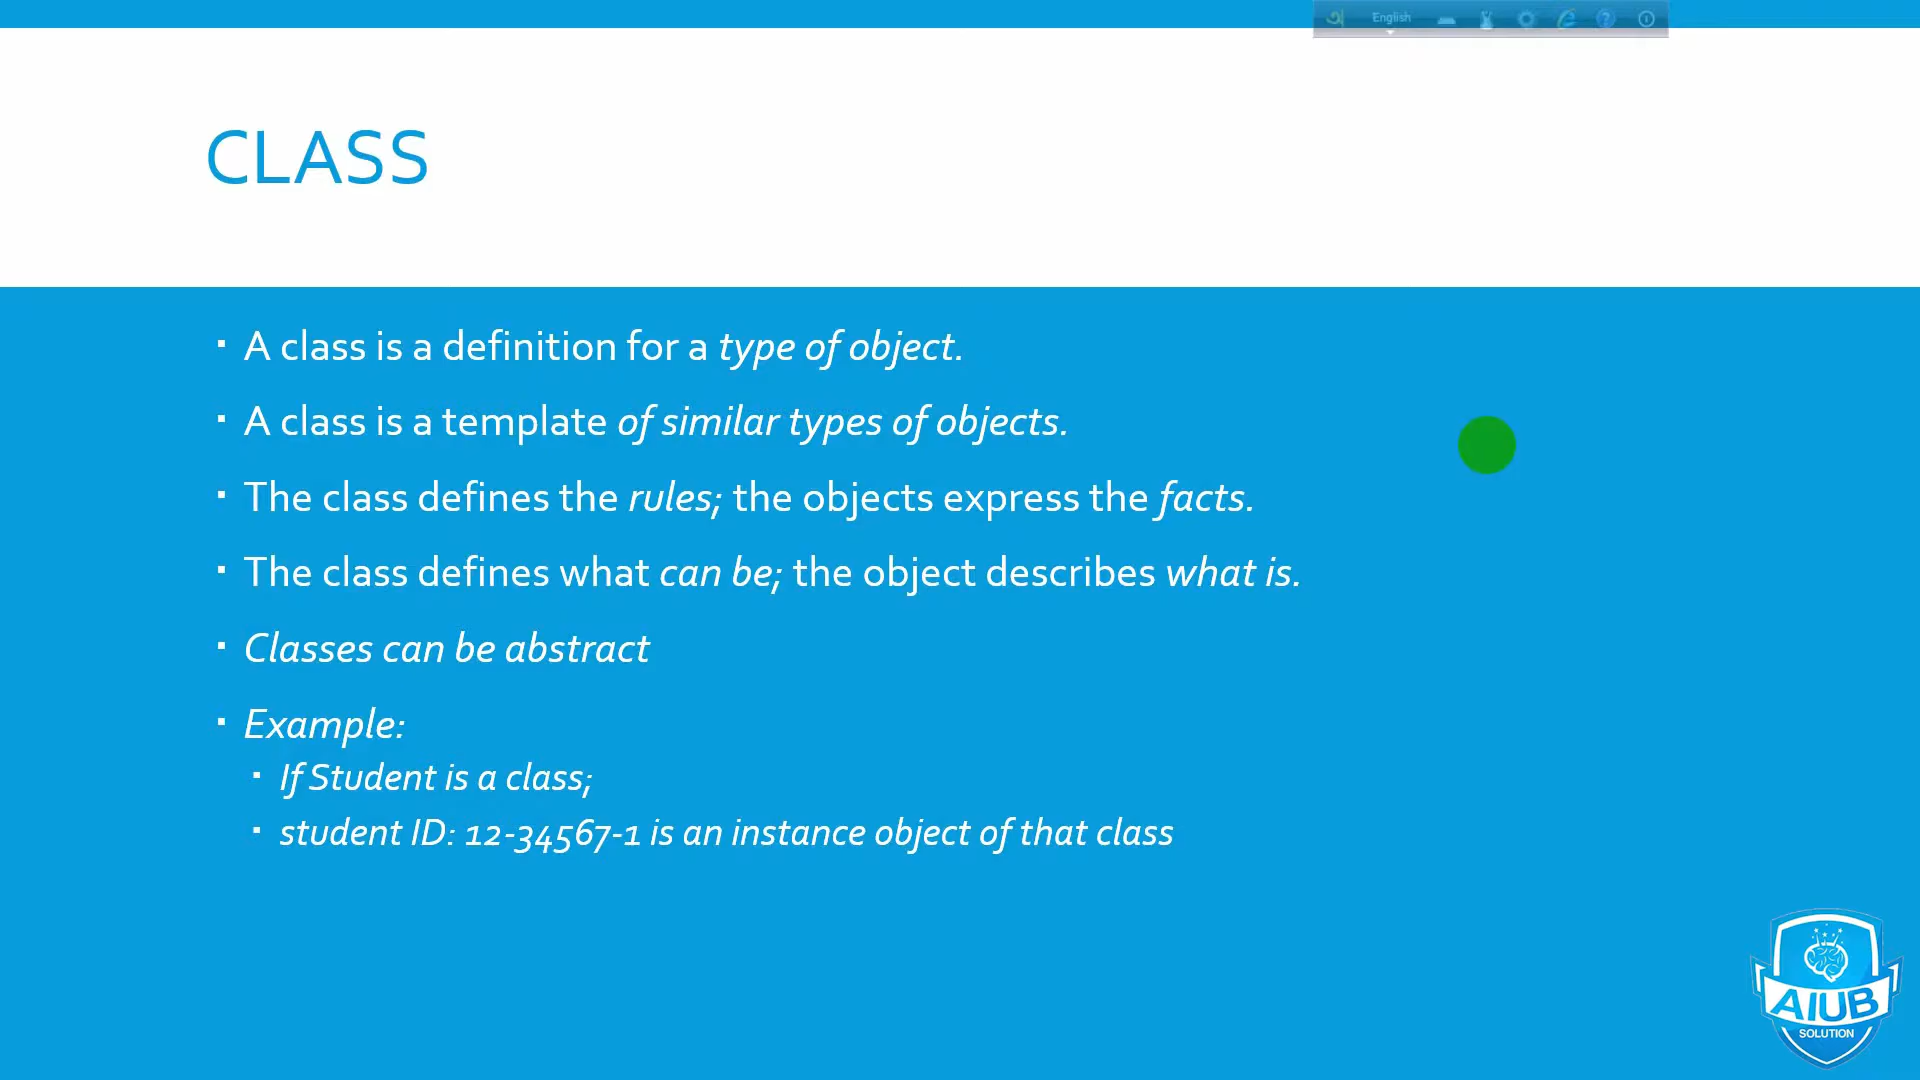 অ English
CLASS
▪ A class is a definition for a type of object.
▪ A class is a template of similar types of objects.
▪ The class defines the rules; the objects express the facts.
▪ The class defines what can be; the object describes what is.
▪ Classes can be abstract
▪ Example:
▪ If Student is a class;
▪ student ID: 12-34567-1 is an instance object of that class
AIUB
SOLUTION